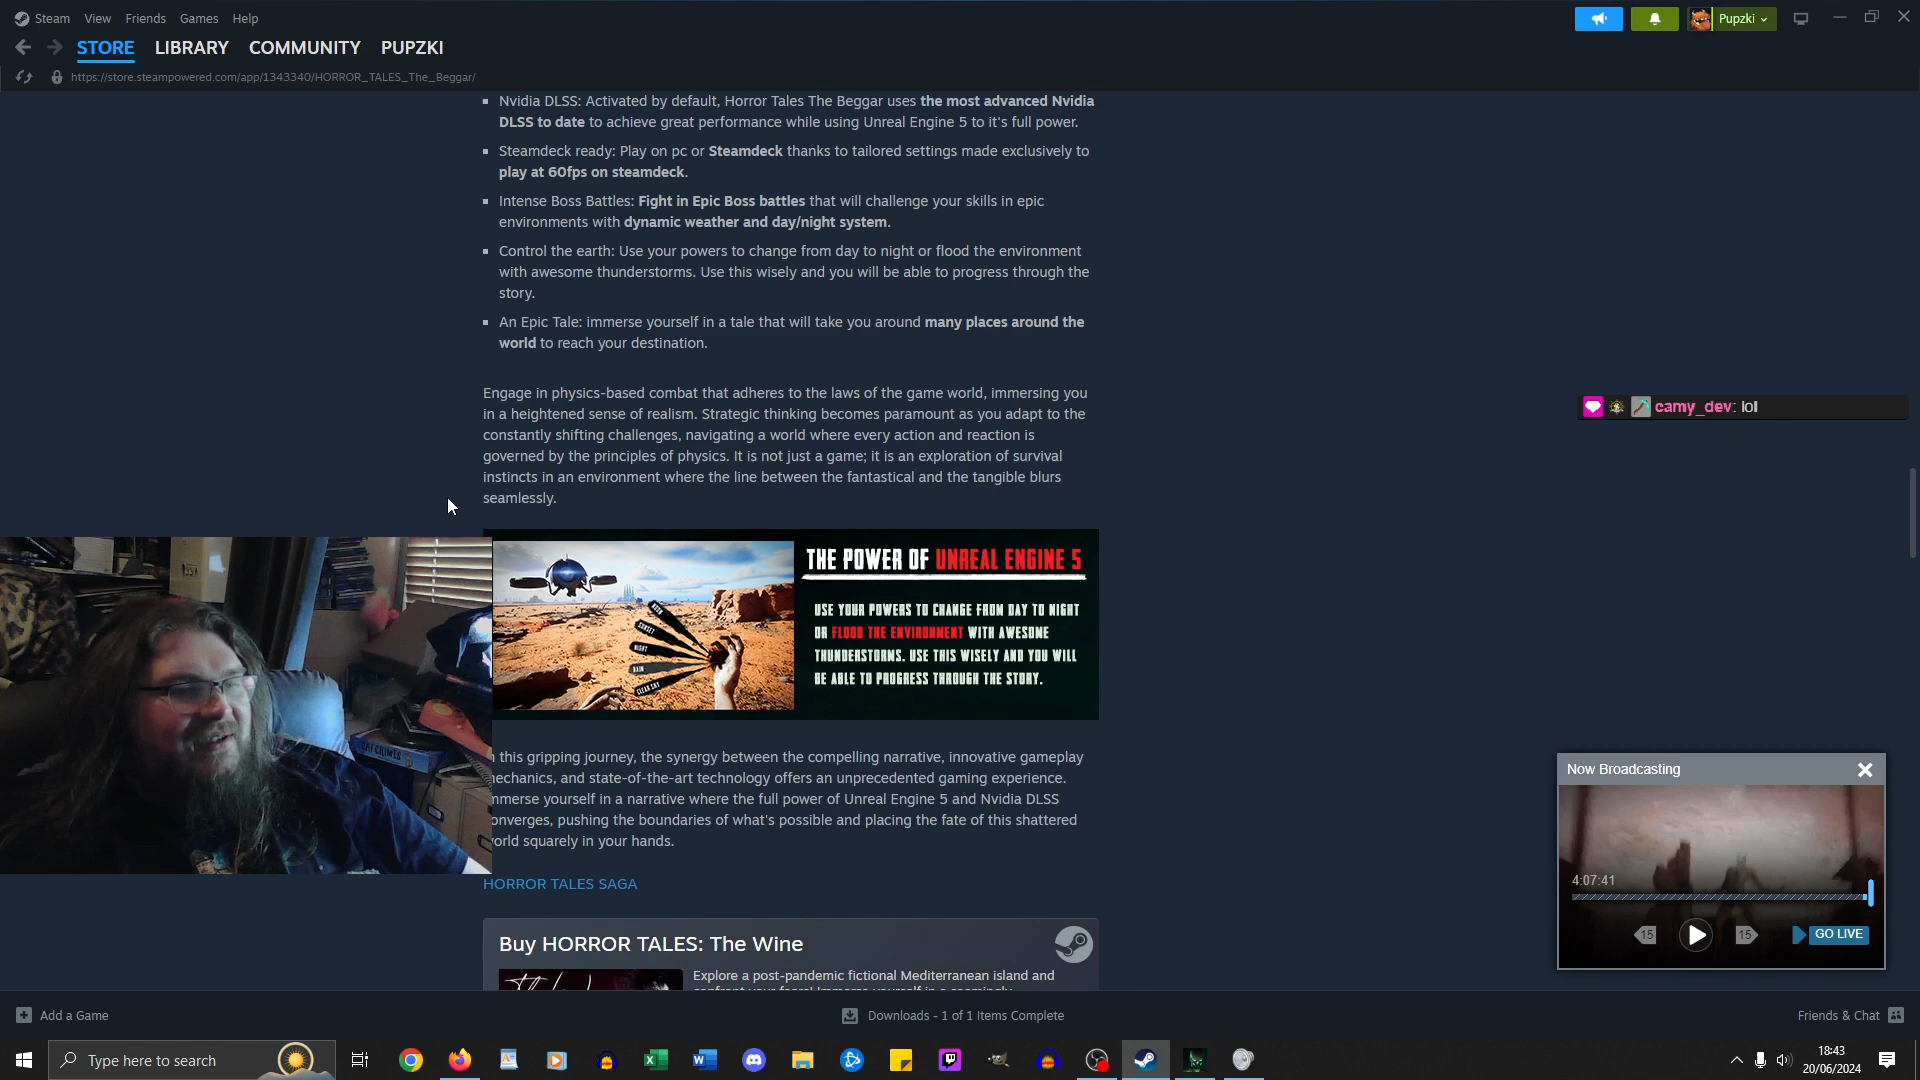 Steam View Friends Games Help
Pupzki
STORE LIBRARY COMMUNITY PUPZKI
https://store.steampowered.com/app/1343340/HORROR_TALES_The_Beggar/
Nvidia DLSS: Activated by default, Horror Tales The Beggar uses the most advanced Nvidia
DLSS to date to achieve great performance while using Unreal Engine 5 to it's full power.
Steamdeck ready: Play on pc or Steamdeck thanks to tailored settings made exclusively to
play at 60fps on steamdeck.
Intense Boss Battles: Fight in Epic Boss battles that will challenge your skills in epic
environments with dynamic weather and day/night system.
Control the earth: Use your powers to change from day to night or flood the environment
with awesome thunderstorms. Use this wisely and you will be able to progress through the
story.
An Epic Tale: immerse yourself in a tale that will take you around many places around the
world to reach your destination.
Engage in physics-based combat that adheres to the laws of the game world, immersing you
in a heightened sense of realism. Strategic thinking becomes paramount as you adapt to the
constantly shifting challenges, navigating a world where every action and reaction is
governed by the principles of physics. It is not just a game; it is an exploration of survival
instincts in an environment where the line between the fantastical and the tangible blurs
seamlessly.
camy_dev: lol
THE POWER OF UNREAL ENGINE 5
USE YOUR POWERS TO CHANGE FROM DAY TO NIGHT
OR FLOOD THE ENVIRONMENT WITH AWESOME
THUNDERSTORMS. USE THIS WISELY AND YOU WILL
BE ABLE TO PROGRESS THROUGH THE STORY.
NOON
SUNSET
NIGHT
RAIN
CLEAR SKY
this gripping journey, the synergy between the compelling narrative, innovative gameplay
echanics, and state-of-the-art technology offers an unprecedented gaming experience.
mmerse yourself in a narrative where the full power of Unreal Engine 5 and Nvidia DLSS
onverges, pushing the boundaries of what's possible and placing the fate of this shattered
orld squarely in your hands.
HORROR TALES SAGA
Buy HORROR TALES: The Wine
Explore a post-pandemic fictional Mediterranean island and
Now Broadcasting
4:07:41
15 15 GO LIVE
Add a Game
Downloads - 1 of 1 Items Complete
Friends & Chat
Type here to search
18:43
20/06/2024